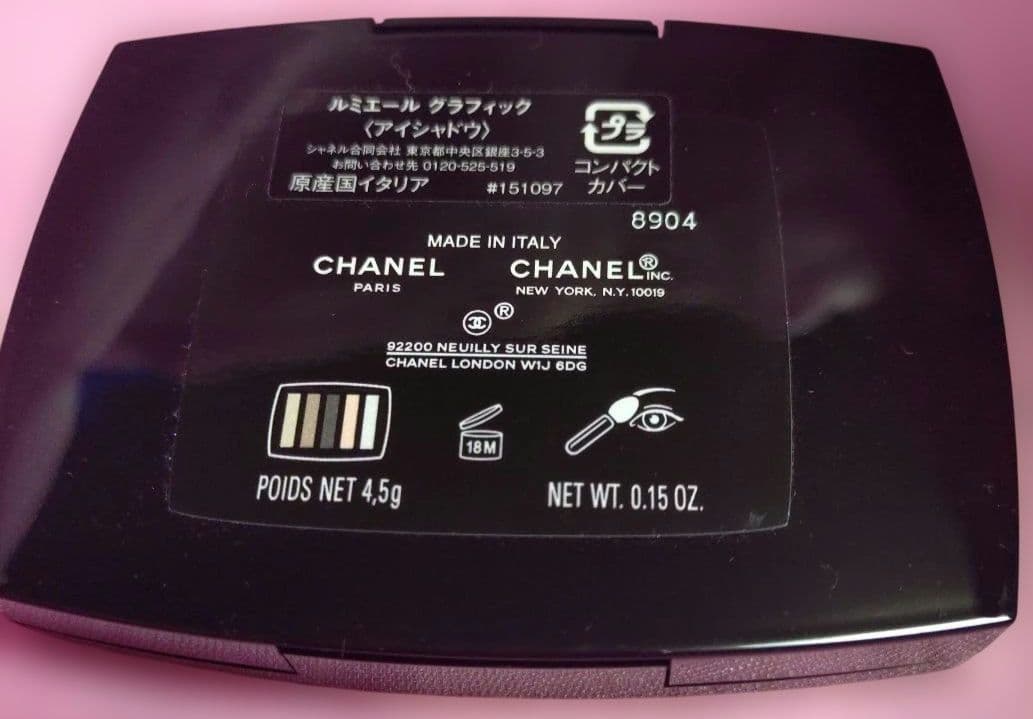 ルミエール グラフィック
〈アイシャドウ〉
シャネル合同会社 東京都中央区銀座3-5-3
お問い合わせ先 0120-525-519
原産国イタリア #151097
プラ
コンパクト
カバー
8904
MADE IN ITALY
CHANEL
PARIS
CHANEL® INC.
NEW YORK, N.Y. 10019
®
92200 NEUILLY SUR SEINE
CHANEL LONDON W1J 6DG
18M
POIDS NET 4,5g
NET WT. 0.15 OZ.